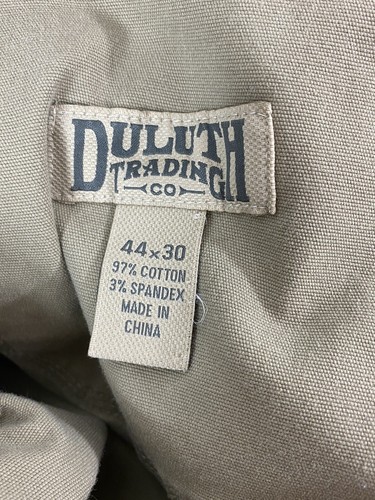 DULUTH
TRADING
CO
44x30
97% COTTON
3% SPANDEX
MADE IN
CHINA